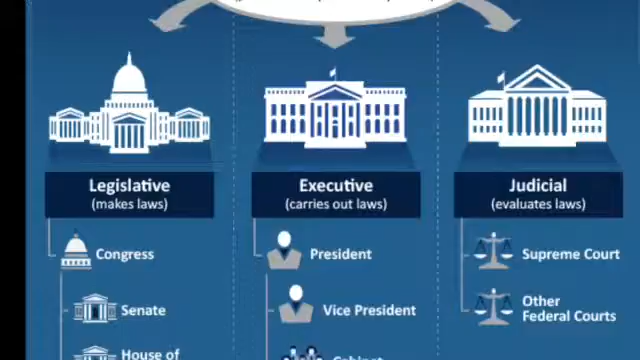 Legislative
(makes laws)
Executive
(carries out laws)
Judicial
(evaluates laws)
Congress
President
Supreme Court
Senate
Vice President
Other
Federal Courts
House of
Cabinet